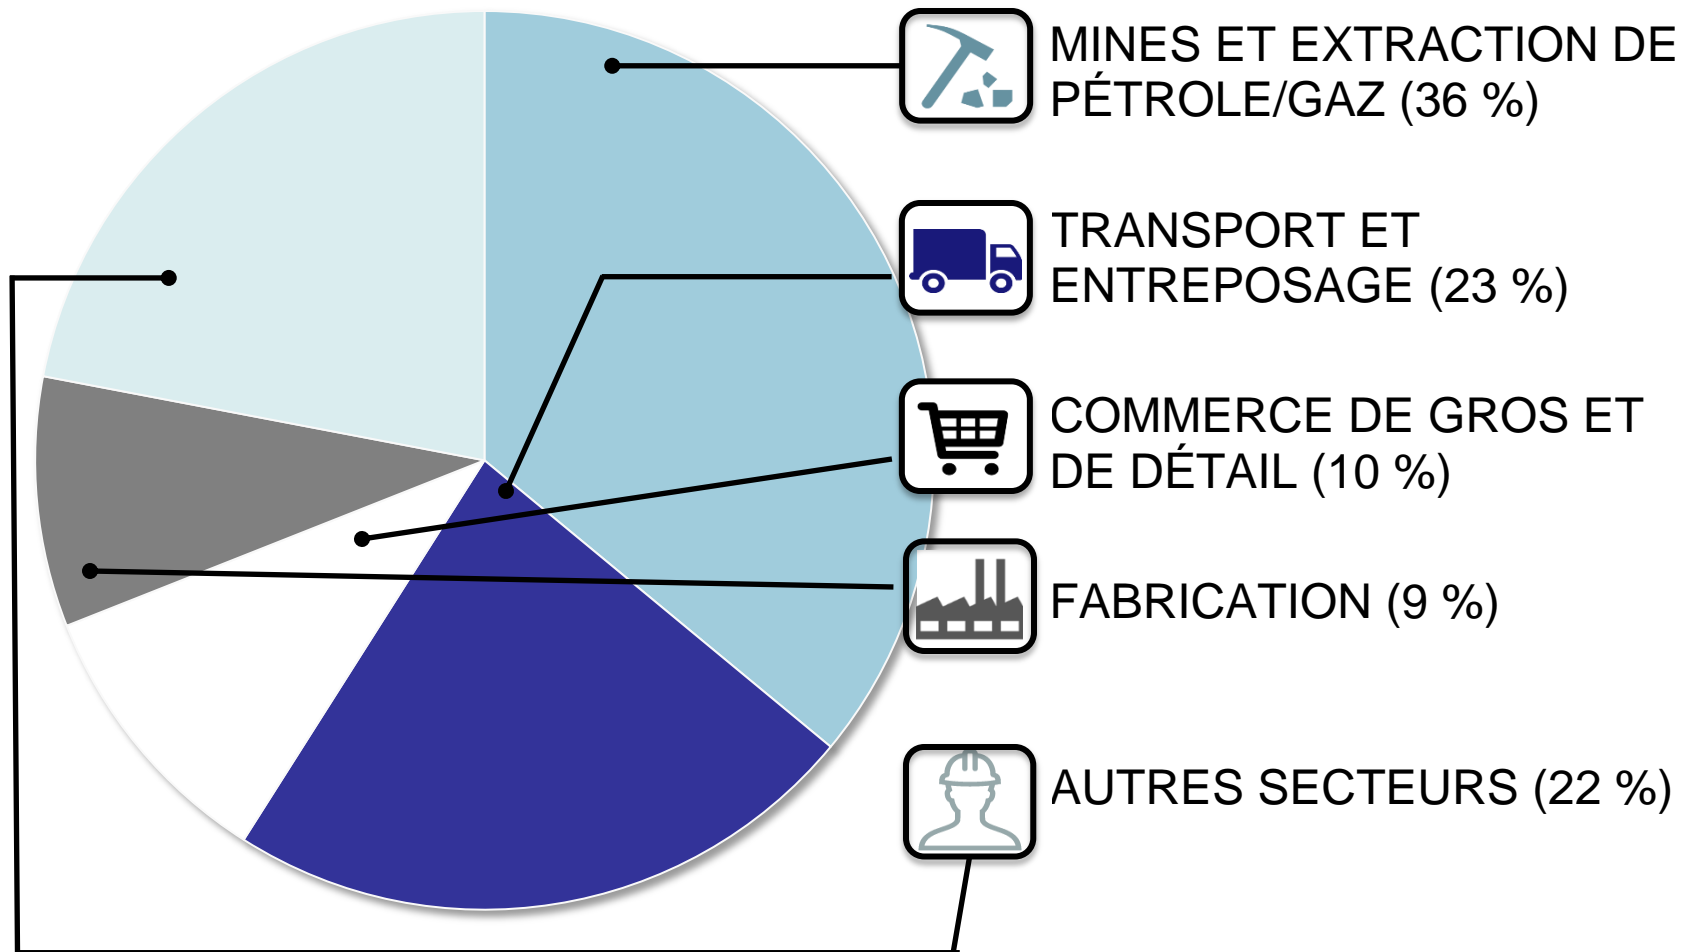 MINES ET EXTRACTION DE
PÉTROLE/GAZ (36 %)
TRANSPORT ET
ENTREPOSAGE (23 %)
COMMERCE DE GROS ET
DE DÉTAIL (10 %)
FABRICATION (9 %)
AUTRES SECTEURS (22 %)